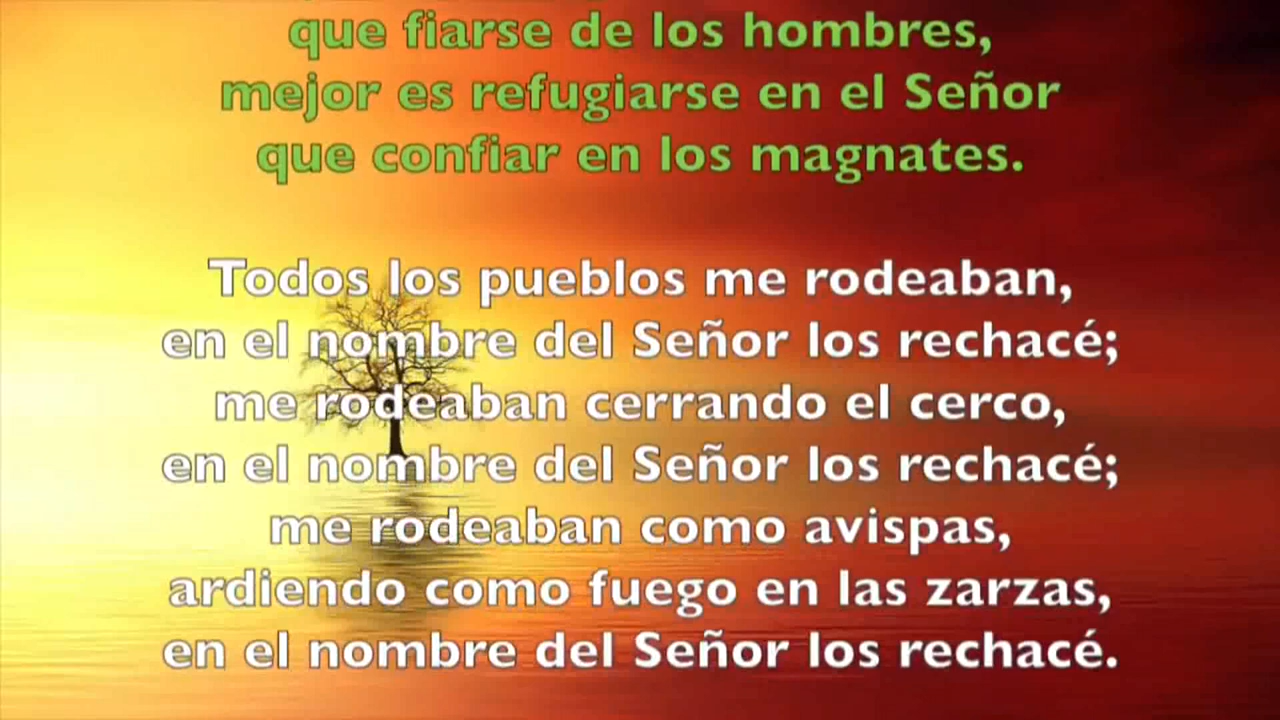 que fiarse de los hombres,
mejor es refugiarse en el Señor
que confiar en los magnates.
Todos los pueblos me rodeaban,
en el nombre del Señor los rechacé;
me rodeaban cerrando el cerco,
en el nombre del Señor los rechacé;
me rodeaban como avispas,
ardiendo como fuego en las zarzas,
en el nombre del Señor los rechacé.